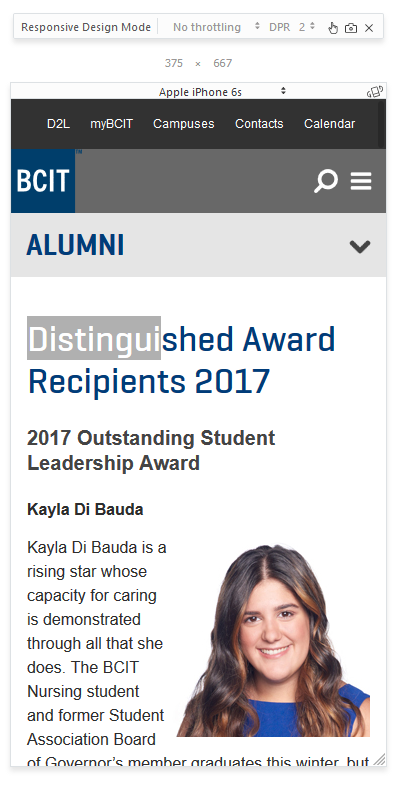 Responsive Design Mode No throttling DPR 2
375 × 667
Apple iPhone 6s
D2L myBCIT Campuses Contacts Calendar
BCIT
ALUMNI
Distinguished Award
Recipients 2017
2017 Outstanding Student
Leadership Award
Kayla Di Bauda
Kayla Di Bauda is a
rising star whose
capacity for caring
is demonstrated
through all that she
does. The BCIT
Nursing student
and former Student
Association Board
of Governor's member graduates this winter, but